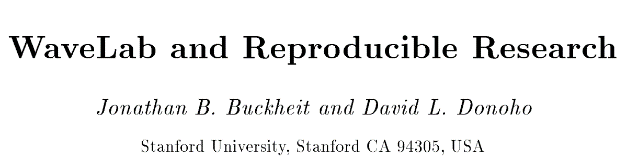 WaveLab and Reproducible Research
Jonathan B. Buckheit and David L. Donoho
Stanford University, Stanford CA 94305, USA